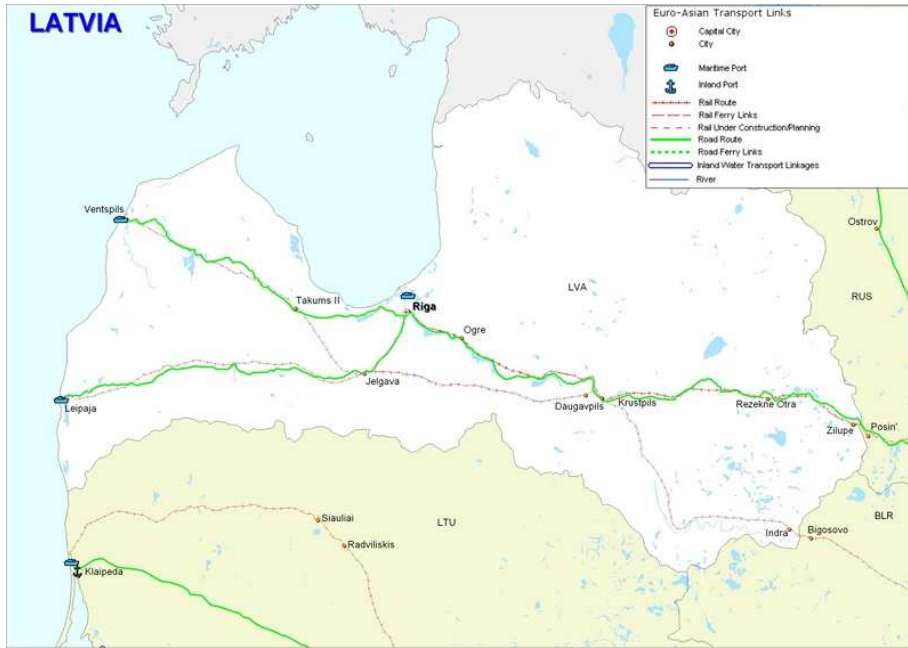 LATVIA
Euro-Asian Transport Links
Capital City
City
Maritime Port
Inland Port
Rail Route
Rail Ferry Links
Rail Under Construction/Planning
Road Route
Road Ferry Links
Inland Water Transport Linkages
River
Ventspils
Ostrov
LVA
RUS
Takums II
Riga
Ogre
Jelgava
Leipaja
Daugavpils
Krustpils
Rezekne Otra
Zilupe
Posin'
Siauliai
LTU
Radviliskis
Indra
Bigosovo
BLR
Klaipeda